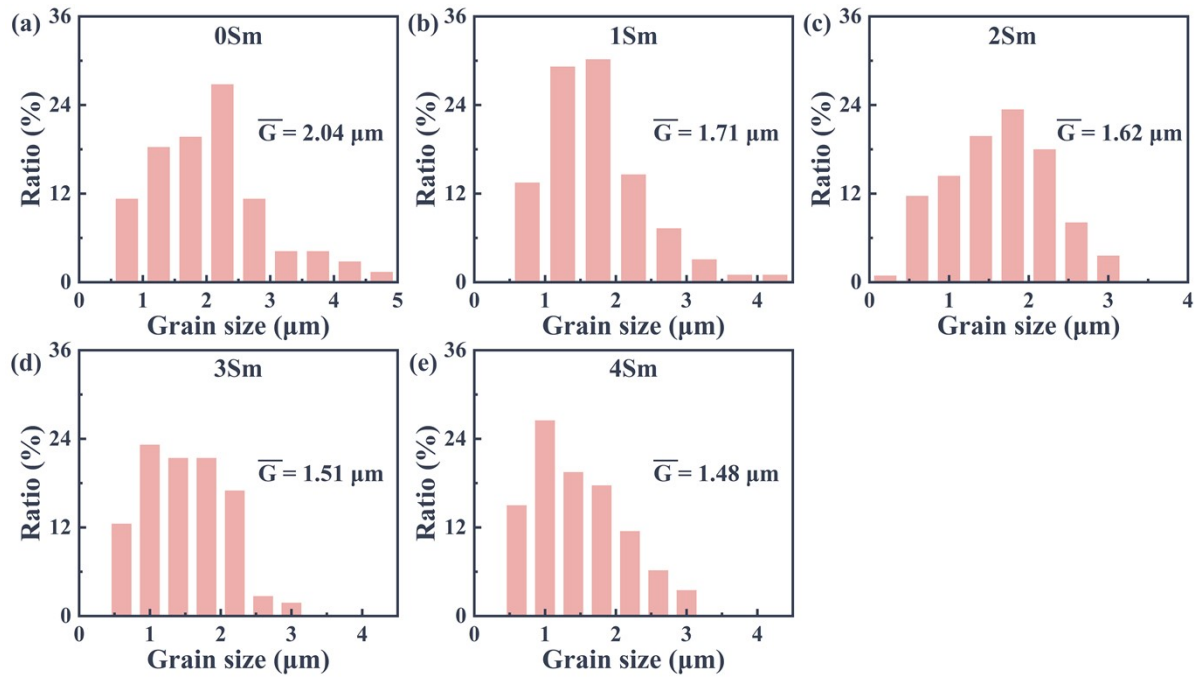 (a)
0Sm
G = 2.04 μm
Ratio (%)
36
24
12
0
0 1 2 3 4 5
Grain size (μm)
(b)
1Sm
G = 1.71 μm
Ratio (%)
36
24
12
0
0 1 2 3 4
Grain size (μm)
(c)
2Sm
G = 1.62 μm
Ratio (%)
36
24
12
0
0 1 2 3 4
Grain size (μm)
(d)
3Sm
G = 1.51 μm
Ratio (%)
36
24
12
0
0 1 2 3 4
Grain size (μm)
(e)
4Sm
G = 1.48 μm
Ratio (%)
36
24
12
0
0 1 2 3 4
Grain size (μm)